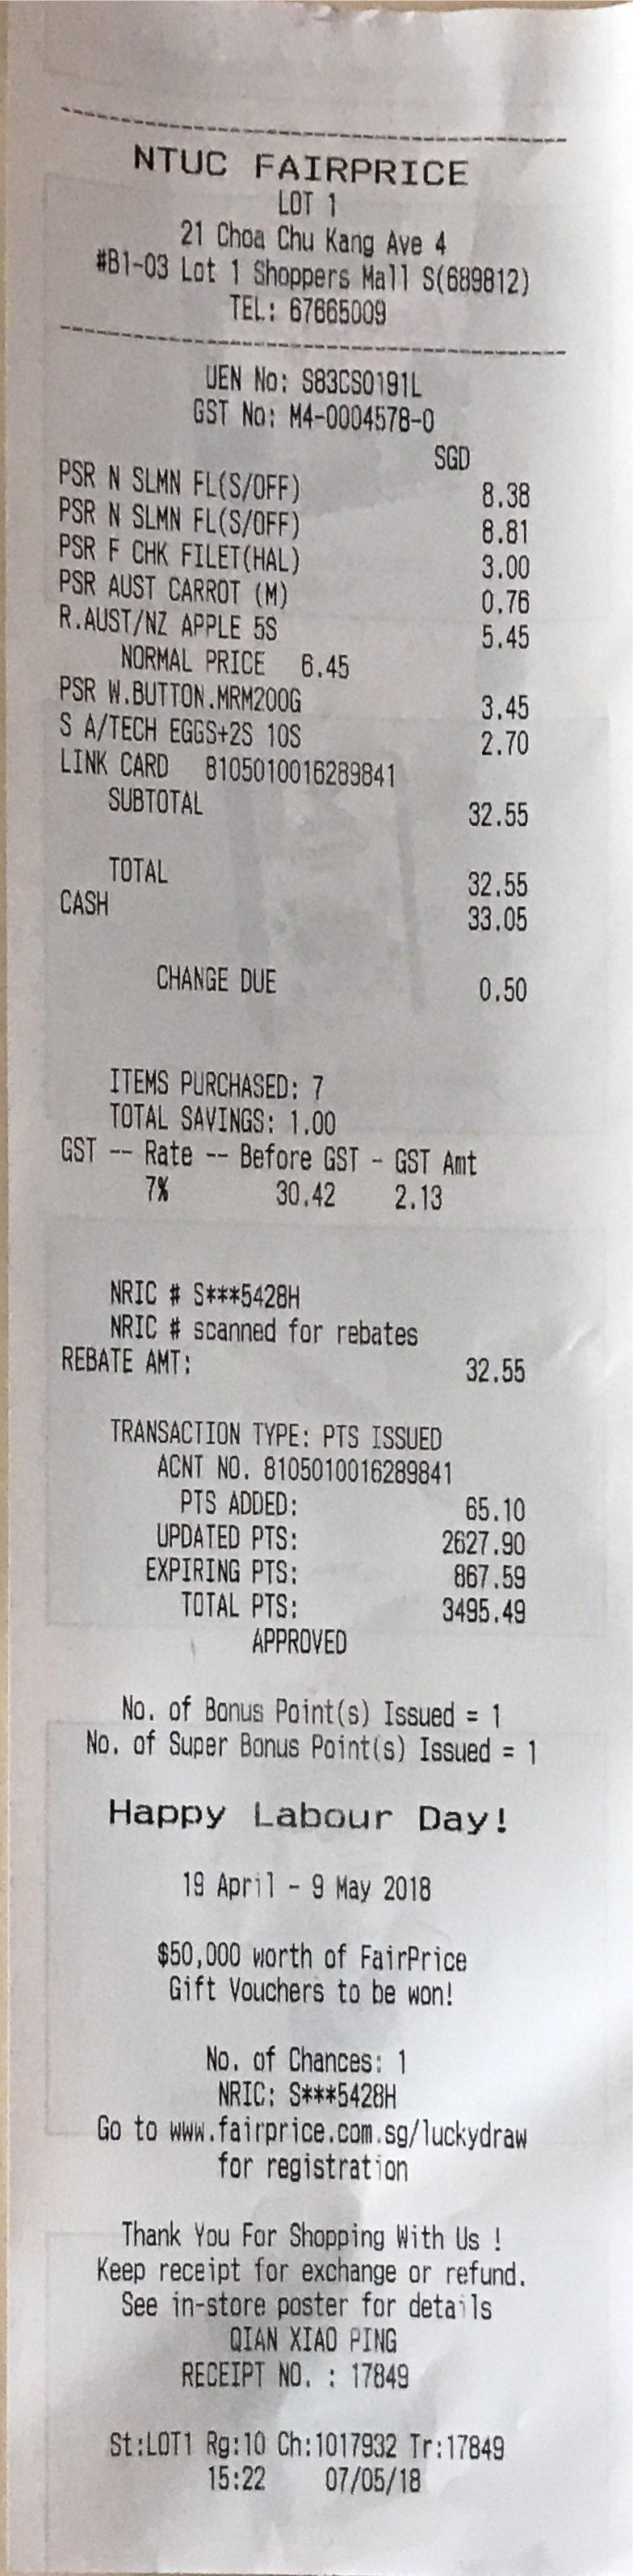 NTUC FAIRPRICE
LOT 1
21 Choa Chu Kang Ave 4
#B1-03 Lot 1 Shoppers Mall S(689812)
TEL: 67665009
UEN No: S83CS0191L
GST No: M4-0004578-0
SGD
PSR N SLMN FL(S/OFF) 8.38
PSR N SLMN FL(S/OFF) 8.81
PSR F CHK FILET(HAL) 3.00
PSR AUST CARROT (M) 0.76
R.AUST/NZ APPLE 5S 5.45
NORMAL PRICE 6.45
PSR W.BUTTON.MRM200G 3.45
S A/TECH EGGS+2S 10S 2.70
LINK CARD 8105010016289841
SUBTOTAL 32.55
TOTAL 32.55
CASH 33.05
CHANGE DUE 0.50
ITEMS PURCHASED: 7
TOTAL SAVINGS: 1.00
GST -- Rate -- Before GST - GST Amt
7% 30.42 2.13
NRIC # S***5428H
NRIC # scanned for rebates
REBATE AMT: 32.55
TRANSACTION TYPE: PTS ISSUED
ACNT NO. 8105010016289841
PTS ADDED: 65.10
UPDATED PTS: 2627.90
EXPIRING PTS: 867.59
TOTAL PTS: 3495.49
APPROVED
No. of Bonus Point(s) Issued = 1
No. of Super Bonus Point(s) Issued = 1
Happy Labour Day!
19 April - 9 May 2018
$50,000 worth of FairPrice
Gift Vouchers to be won!
No. of Chances: 1
NRIC: S***5428H
Go to www.fairprice.com.sg/luckydraw
for registration
Thank You For Shopping With Us !
Keep receipt for exchange or refund.
See in-store poster for details
QIAN XIAO PING
RECEIPT NO. : 17849
St:LOT1 Rg:10 Ch:1017932 Tr:17849
15:22 07/05/18